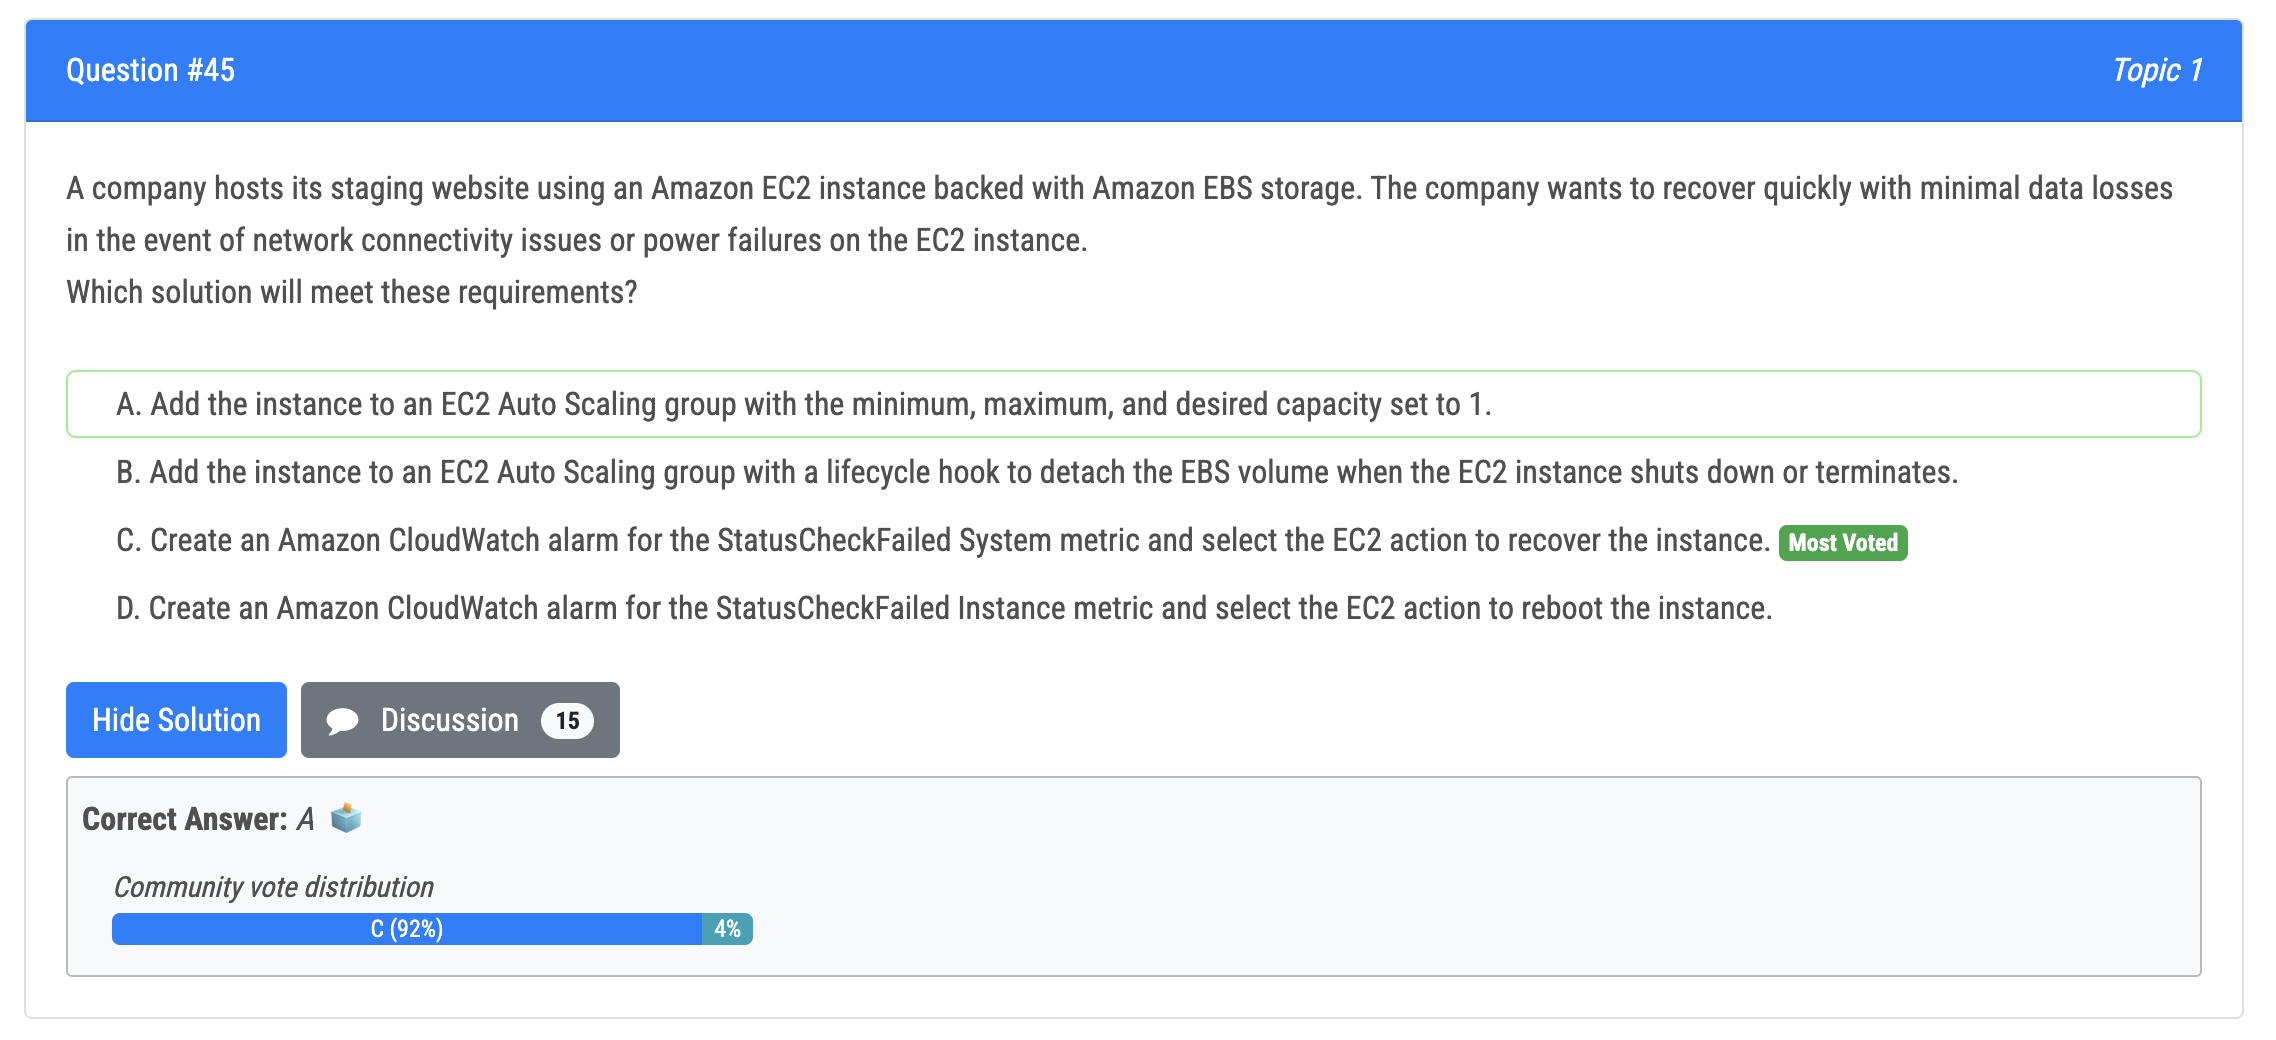 Question #45
Topic 1
A company hosts its staging website using an Amazon EC2 instance backed with Amazon EBS storage. The company wants to recover quickly with minimal data losses
in the event of network connectivity issues or power failures on the EC2 instance.
Which solution will meet these requirements?
A. Add the instance to an EC2 Auto Scaling group with the minimum, maximum, and desired capacity set to 1.
B. Add the instance to an EC2 Auto Scaling group with a lifecycle hook to detach the EBS volume when the EC2 instance shuts down or terminates.
C. Create an Amazon CloudWatch alarm for the StatusCheckFailed System metric and select the EC2 action to recover the instance. Most Voted
D. Create an Amazon CloudWatch alarm for the StatusCheckFailed Instance metric and select the EC2 action to reboot the instance.
Hide Solution
Discussion 15
Correct Answer: A
Community vote distribution
C (92%) 4%